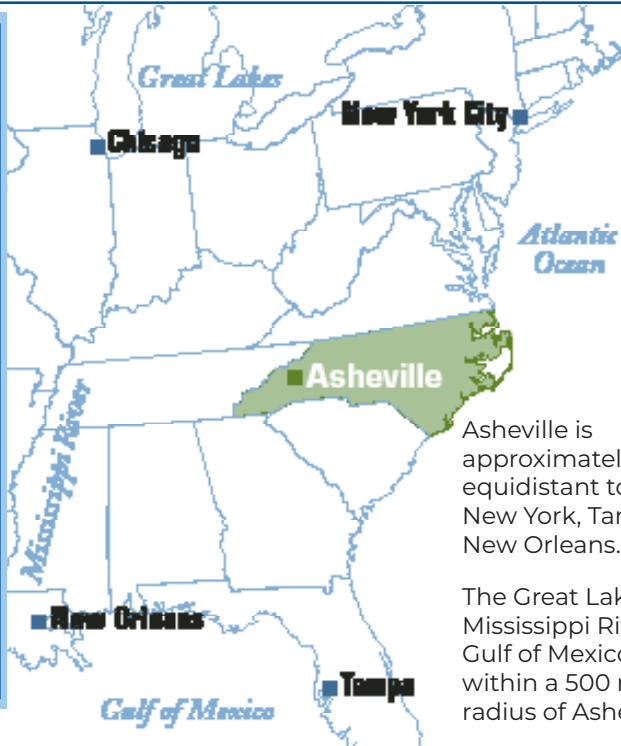 Great Lakes
New York City
Chicago
Atlantic
Ocean
Asheville
Mississippi River
Asheville is
approximatel
equidistant to
New York, Tam
New Orleans.
The Great Lak
Mississippi Riv
Gulf of Mexico
within a 500 m
radius of Ashe
New Orleans
Tampa
Gulf of Mexico